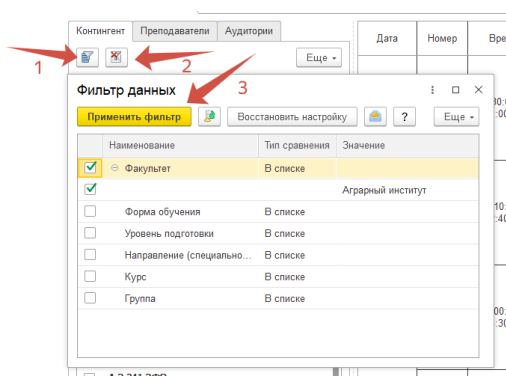 Контингент Преподаватели Аудитории
Дата Номер
Еще
1 2 3
Фильтр данных
Применить фильтр Восстановить настройку ? Еще
Наименование Тип сравнения Значение
Факультет В списке
Аграрный институт
Форма обучения В списке
Уровень подготовки В списке
Направление (специально... В списке
Курс В списке
Группа В списке